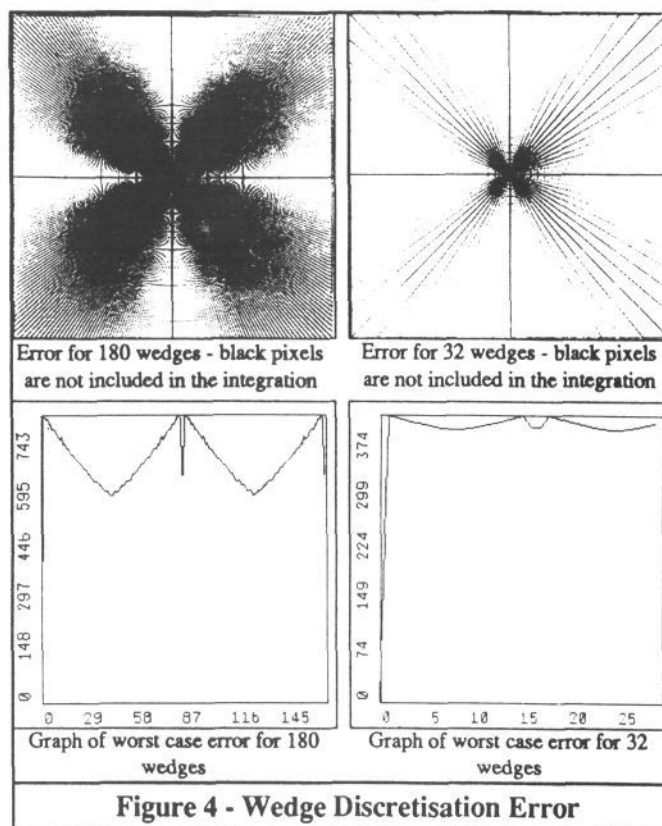 Error for 180 wedges - black pixels
are not included in the integration
Error for 32 wedges - black pixels
are not included in the integration
743
595
446
297
148
0
0 29 58 87 116 145
Graph of worst case error for 180
wedges
374
299
224
149
74
0
0 5 10 15 20 25
Graph of worst case error for 32
wedges
Figure 4 - Wedge Discretisation Error